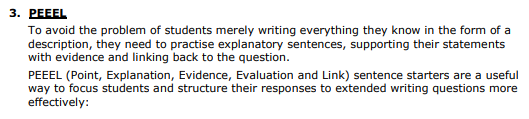 3. PEEEL
To avoid the problem of students merely writing everything they know in the form of a
description, they need to practise explanatory sentences, supporting their statements
with evidence and linking back to the question.
PEEEL (Point, Explanation, Evidence, Evaluation and Link) sentence starters are a useful
way to focus students and structure their responses to extended writing questions more
effectively: